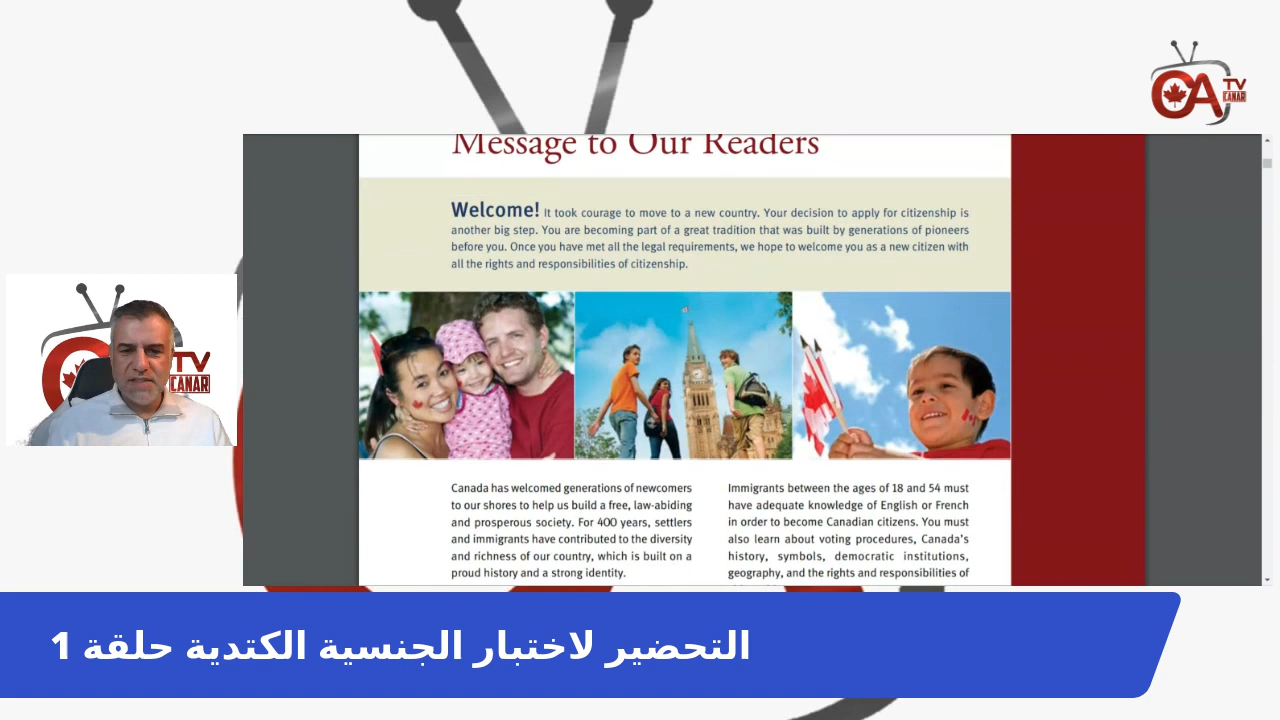 CA TV
CANAR
Message to Our Readers
Welcome! It took courage to move to a new country. Your decision to apply for citizenship is
another big step. You are becoming part of a great tradition that was built by generations of pioneers
before you. Once you have met all the legal requirements, we hope to welcome you as a new citizen with
all the rights and responsibilities of citizenship.
TV
CANAR
Canada has welcomed generations of newcomers
to our shores to help us build a free, law-abiding
and prosperous society. For 400 years, settlers
and immigrants have contributed to the diversity
and richness of our country, which is built on a
proud history and a strong identity.
Immigrants between the ages of 18 and 54 must
have adequate knowledge of English or French
in order to become Canadian citizens. You must
also learn about voting procedures, Canada's
history, symbols, democratic institutions,
geography, and the rights and responsibilities of
التحضير لاختبار الجنسية الكتدية حلقة 1